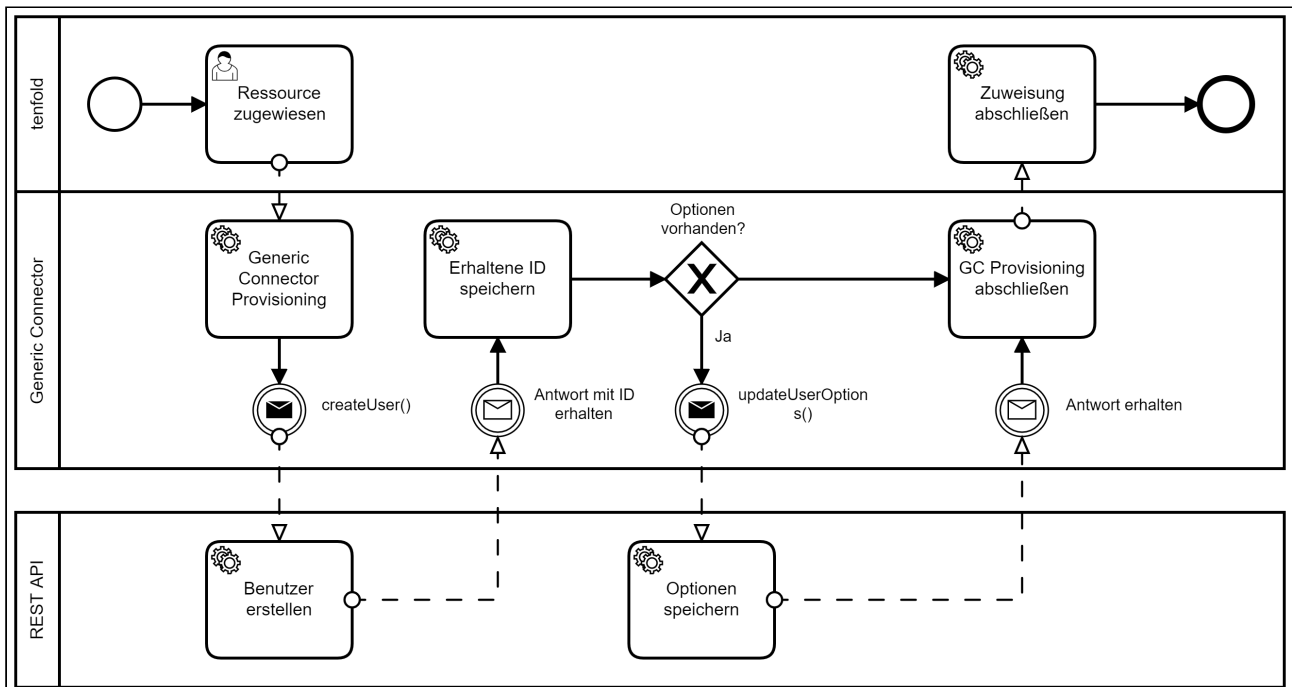 tenfold
Ressource
zugewiesen
Zuweisung
abschließen
Generic Connector
Generic
Connector
Provisioning
Erhaltene ID
speichern
Optionen
vorhanden?
GC Provisioning
abschließen
Ja
createUser()
Antwort mit ID
erhalten
updateUserOption
s()
Antwort erhalten
REST API
Benutzer
erstellen
Optionen
speichern